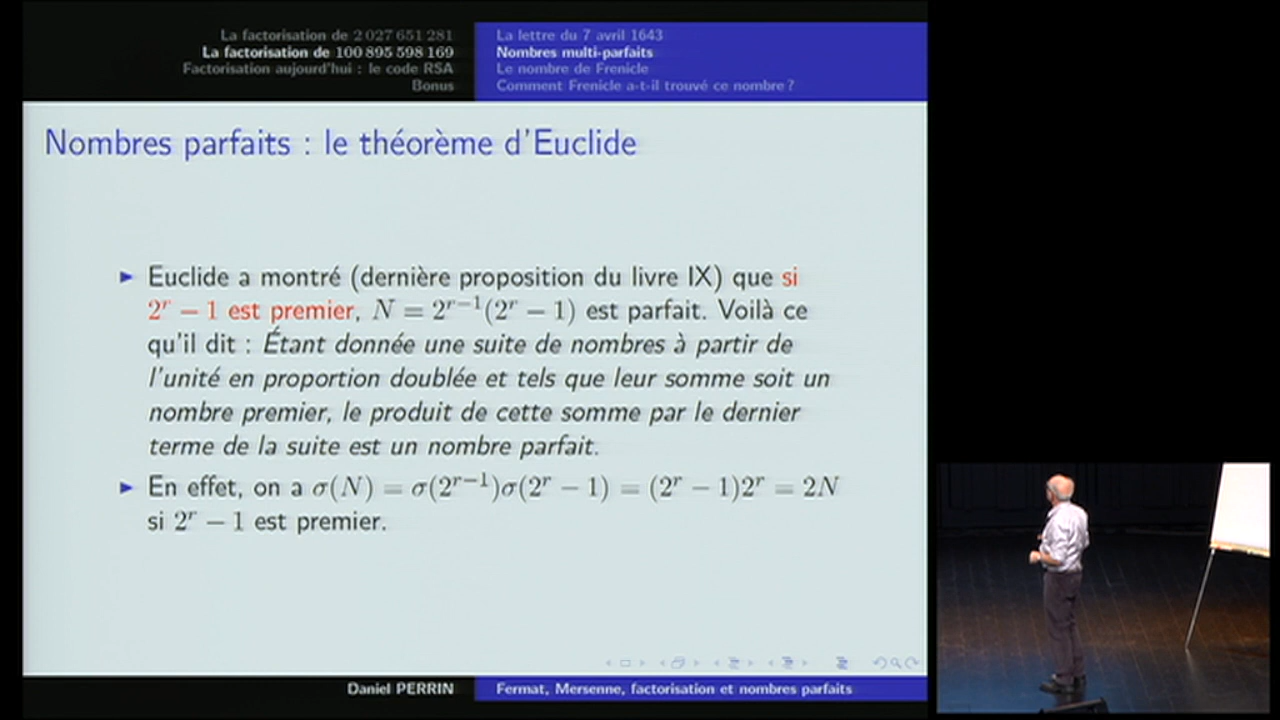 La factorisation de 2 027 651 281
La factorisation de 100 895 598 169
Factorisation aujourd'hui : le code RSA
Bonus
La lettre du 7 avril 1643
Nombres multi-parfaits
Le nombre de Frenicle
Comment Frenicle a-t-il trouvé ce nombre ?
Nombres parfaits : le théorème d'Euclide
▶ Euclide a montré (dernière proposition du livre IX) que si
2^r − 1 est premier, N = 2^{r−1}(2^r − 1) est parfait. Voilà ce
qu'il dit : Étant donnée une suite de nombres à partir de
l'unité en proportion doublée et tels que leur somme soit un
nombre premier, le produit de cette somme par le dernier
terme de la suite est un nombre parfait.
▶ En effet, on a σ(N) = σ(2^{r−1})σ(2^r − 1) = (2^r − 1)2^r = 2N
si 2^r − 1 est premier.
Daniel PERRIN
Fermat, Mersenne, factorisation et nombres parfaits